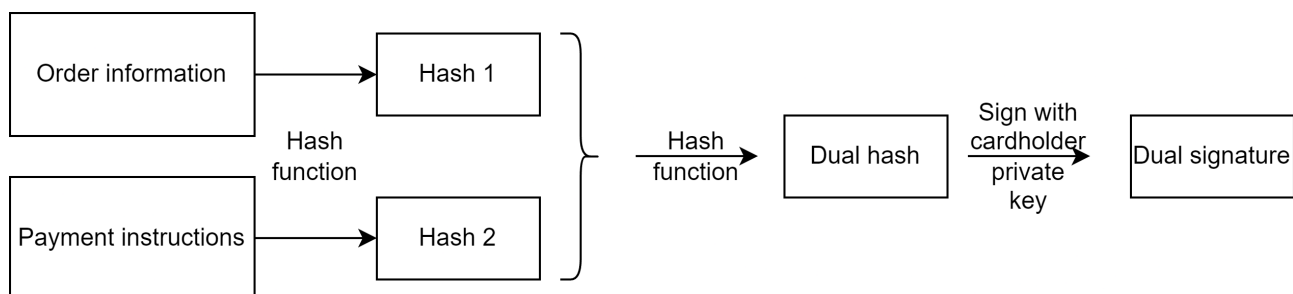 Order information
Hash 1
Hash
function
Payment instructions
Hash 2
Hash
function
Dual hash
Sign with
cardholder
private
key
Dual signature